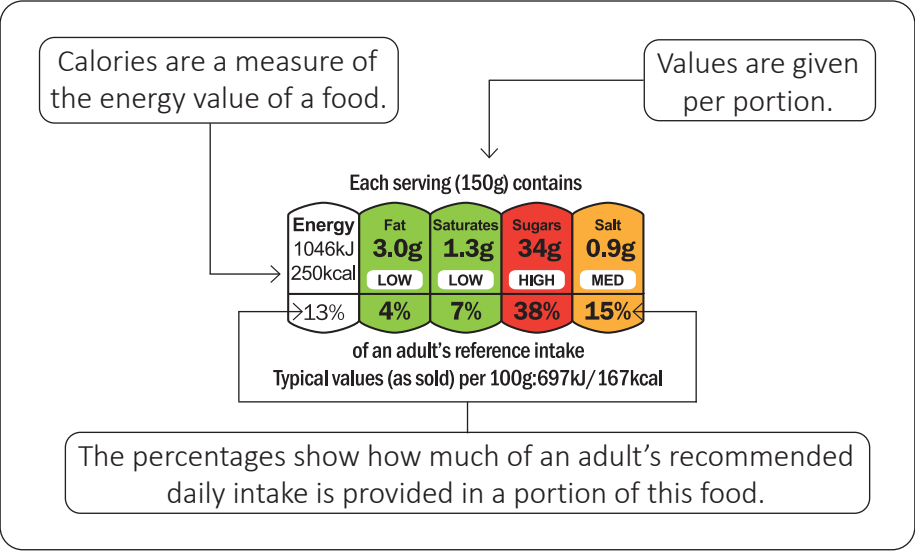 Calories are a measure of
the energy value of a food.
Values are given
per portion.
Each serving (150g) contains
Energy
1046kJ
250kcal
13%
Fat
3.0g
LOW
4%
Saturates
1.3g
LOW
7%
Sugars
34g
HIGH
38%
Salt
0.9g
MED
15%
of an adult's reference intake
Typical values (as sold) per 100g:697kJ/167kcal
The percentages show how much of an adult's recommended
daily intake is provided in a portion of this food.